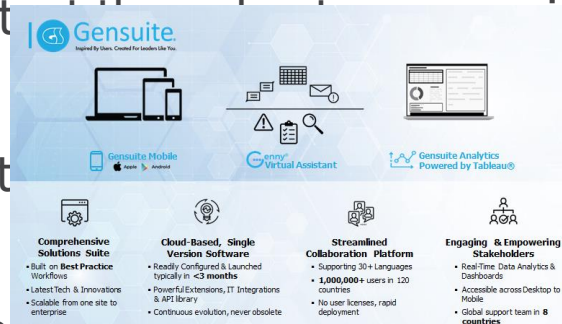 Gensuite.
Inspired By Users. Created For Leaders Like You.
Gensuite Mobile
Apple Android
Genny®
Virtual Assistant
Gensuite Analytics
Powered by Tableau®
Comprehensive
Solutions Suite
• Built on Best Practice
Workflows
• Latest Tech & Innovations
• Scalable from one site to
enterprise
Cloud-Based, Single
Version Software
• Readily Configured & Launched
typically in <3 months
• Powerful Extensions, IT Integrations
& API library
• Continuous evolution, never obsolete
Streamlined
Collaboration Platform
• Supporting 30+ Languages
• 1,000,000+ users in 120
countries
• No user licenses, rapid
deployment
Engaging & Empowering
Stakeholders
• Real-Time Data Analytics &
Dashboards
• Accessible across Desktop to
Mobile
• Global support team in 8
countries